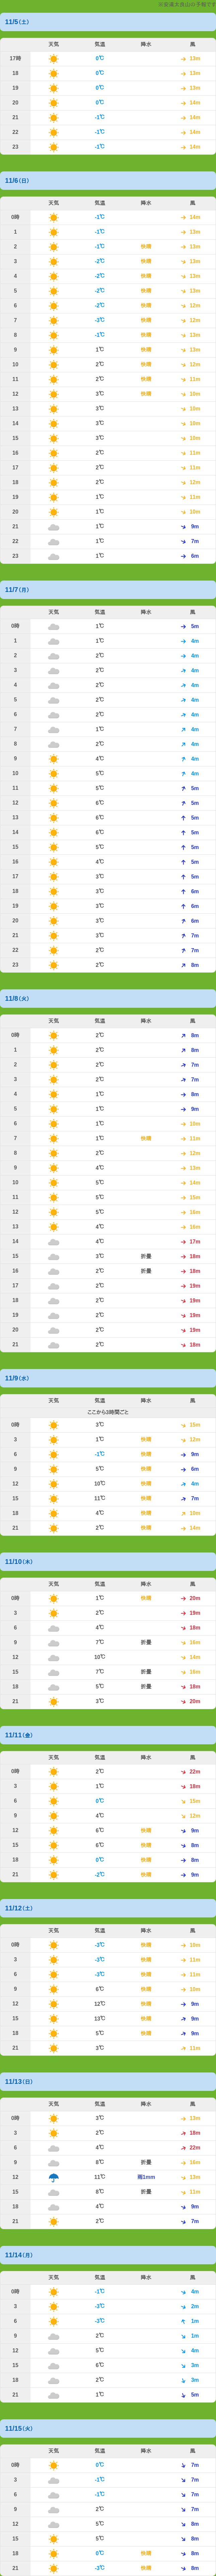 ※安達太良山の予報です
11/5(土)
天気 気温 降水 風
17時 0℃ 13m
18 0℃ 13m
19 0℃ 13m
20 0℃ 14m
21 -1℃ 14m
22 -1℃ 14m
23 -1℃ 14m
11/6(日)
天気 気温 降水 風
0時 -1℃ 14m
1 -1℃ 13m
2 -1℃ 快晴 13m
3 -2℃ 快晴 13m
4 -2℃ 快晴 13m
5 -2℃ 快晴 13m
6 -2℃ 快晴 12m
7 -3℃ 快晴 12m
8 -1℃ 快晴 13m
9 1℃ 快晴 13m
10 2℃ 快晴 12m
11 2℃ 快晴 11m
12 3℃ 快晴 10m
13 3℃ 10m
14 3℃ 10m
15 3℃ 10m
16 2℃ 11m
17 2℃ 11m
18 2℃ 12m
19 1℃ 11m
20 1℃ 10m
21 1℃ 9m
22 1℃ 7m
23 1℃ 6m
11/7(月)
天気 気温 降水 風
0時 1℃ 5m
1 1℃ 4m
2 2℃ 4m
3 2℃ 4m
4 2℃ 4m
5 2℃ 4m
6 2℃ 4m
7 1℃ 4m
8 2℃ 4m
9 4℃ 4m
10 5℃ 4m
11 5℃ 5m
12 6℃ 5m
13 6℃ 5m
14 6℃ 5m
15 5℃ 5m
16 4℃ 5m
17 3℃ 5m
18 3℃ 6m
19 3℃ 6m
20 3℃ 6m
21 3℃ 7m
22 2℃ 7m
23 2℃ 8m
11/8(火)
天気 気温 降水 風
0時 2℃ 8m
1 2℃ 8m
2 2℃ 7m
3 2℃ 7m
4 1℃ 8m
5 1℃ 9m
6 1℃ 10m
7 1℃ 快晴 11m
8 2℃ 12m
9 4℃ 13m
10 5℃ 14m
11 5℃ 15m
12 5℃ 16m
13 4℃ 16m
14 4℃ 17m
15 3℃ 折畳 18m
16 2℃ 折畳 18m
17 2℃ 19m
18 2℃ 19m
19 2℃ 19m
20 2℃ 19m
21 2℃ 18m
11/9(水)
天気 気温 降水 風
ここから3時間ごと
0時 3℃ 15m
3 1℃ 快晴 12m
6 -1℃ 快晴 9m
9 5℃ 快晴 6m
12 10℃ 快晴 4m
15 11℃ 快晴 7m
18 4℃ 快晴 10m
21 2℃ 快晴 14m
11/10(木)
天気 気温 降水 風
0時 1℃ 快晴 20m
3 2℃ 19m
6 4℃ 18m
9 7℃ 折畳 16m
12 10℃ 14m
15 7℃ 折畳 16m
18 5℃ 折畳 18m
21 3℃ 20m
11/11(金)
天気 気温 降水 風
0時 2℃ 22m
3 1℃ 18m
6 0℃ 15m
9 4℃ 12m
12 6℃ 快晴 9m
15 6℃ 快晴 8m
18 0℃ 快晴 8m
21 -2℃ 快晴 9m
11/12(土)
天気 気温 降水 風
0時 -3℃ 快晴 10m
3 -3℃ 快晴 11m
6 -3℃ 快晴 11m
9 6℃ 快晴 10m
12 12℃ 快晴 9m
15 13℃ 快晴 9m
18 5℃ 快晴 9m
21 3℃ 11m
11/13(日)
天気 気温 降水 風
0時 3℃ 13m
3 2℃ 18m
6 4℃ 22m
9 8℃ 折畳 16m
12 11℃ 雨1mm 13m
15 8℃ 折畳 11m
18 4℃ 9m
21 2℃ 7m
11/14(月)
天気 気温 降水 風
0時 -1℃ 4m
3 -3℃ 2m
6 -3℃ 1m
9 2℃ 1m
12 5℃ 4m
15 6℃ 3m
18 2℃ 3m
21 1℃ 5m
11/15(火)
天気 気温 降水 風
0時 0℃ 7m
3 -1℃ 7m
6 -1℃ 7m
9 2℃ 7m
12 5℃ 8m
15 5℃ 8m
18 0℃ 快晴 8m
21 -3℃ 快晴 8m